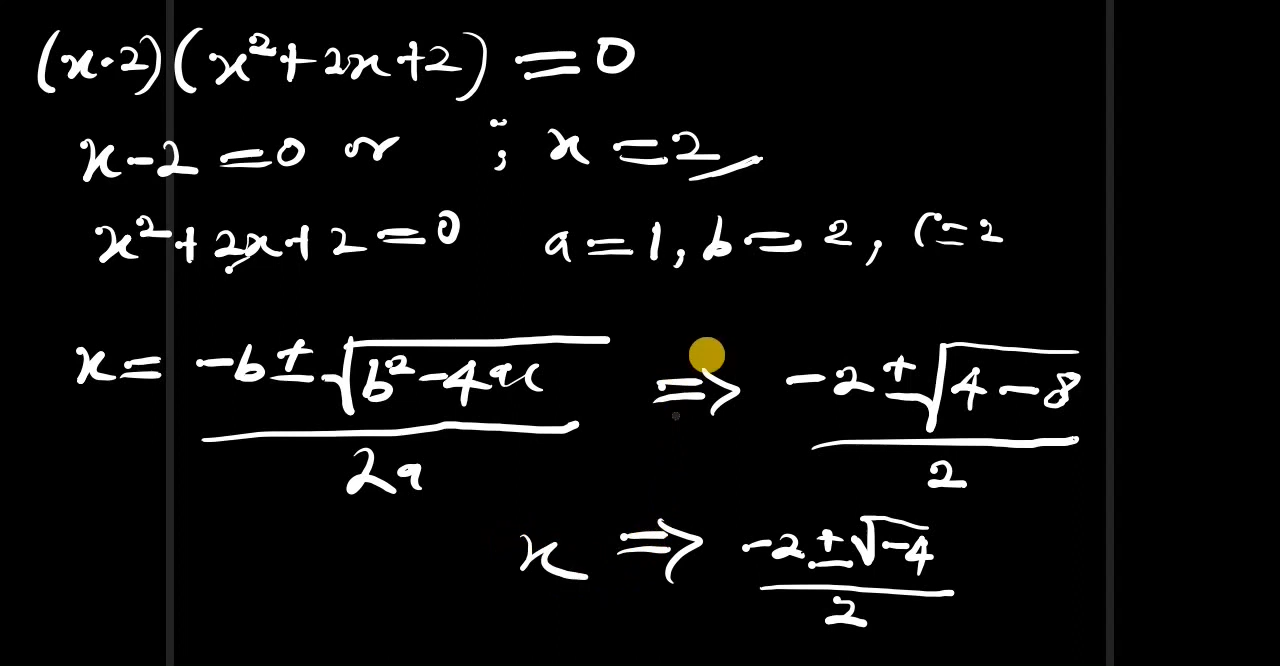 (x-2)(x²+2x+2) = 0
x-2 = 0 or ; x = 2
x²+2x+2 = 0 a = 1, b = 2, c = 2
x = (-b ± √(b²-4ac))/(2a) ⇒ (-2 ± √(4-8))/2
x ⇒ (-2 ± √(-4))/2